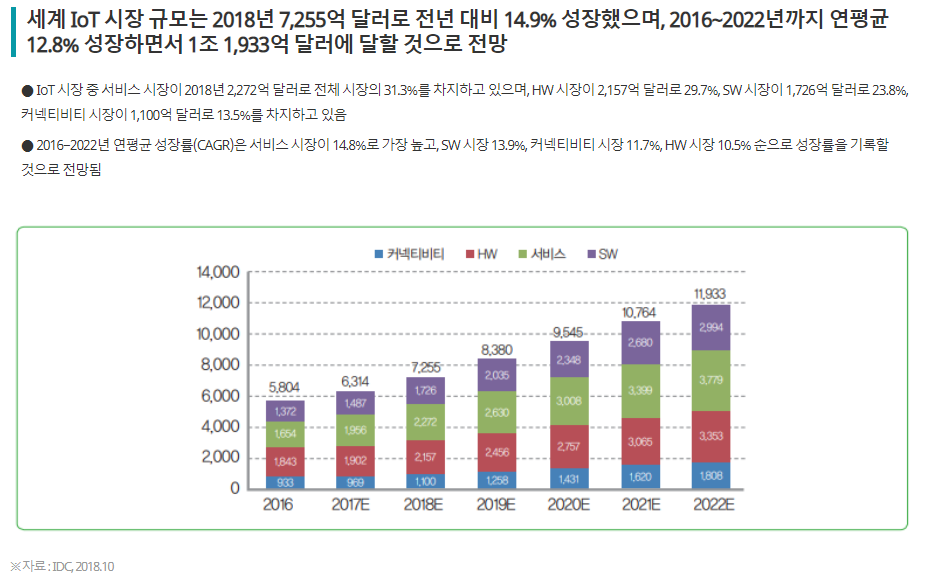 세계 IoT 시장 규모는 2018년 7,255억 달러로 전년 대비 14.9% 성장했으며, 2016~2022년까지 연평균
12.8% 성장하면서 1조 1,933억 달러에 달할 것으로 전망
● IoT 시장 중 서비스 시장이 2018년 2,272억 달러로 전체 시장의 31.3%를 차지하고 있으며, HW 시장이 2,157억 달러로 29.7%, SW 시장이 1,726억 달러로 23.8%,
커넥티비티 시장이 1,100억 달러로 13.5%를 차지하고 있음
● 2016~2022년 연평균 성장률(CAGR)은 서비스 시장이 14.8%로 가장 높고, SW 시장 13.9%, 커넥티비티 시장 11.7%, HW 시장 10.5% 순으로 성장률을 기록할
것으로 전망됨
■ 커넥티비티 ■ HW ■ 서비스 ■ SW
14,000
12,000
10,000
8,000
6,000
4,000
2,000
0
5,804 6,314 7,255 8,380 9,545 10,764 11,933
1,372 1,487 1,726 2,035 2,348 2,680 2,994
1,654 1,956 2,272 2,630 3,008 3,399 3,779
1,843 1,902 2,157 2,456 2,757 3,065 3,353
933 969 1,100 1,258 1,431 1,620 1,808
2016 2017E 2018E 2019E 2020E 2021E 2022E
※자료 : IDC, 2018.10